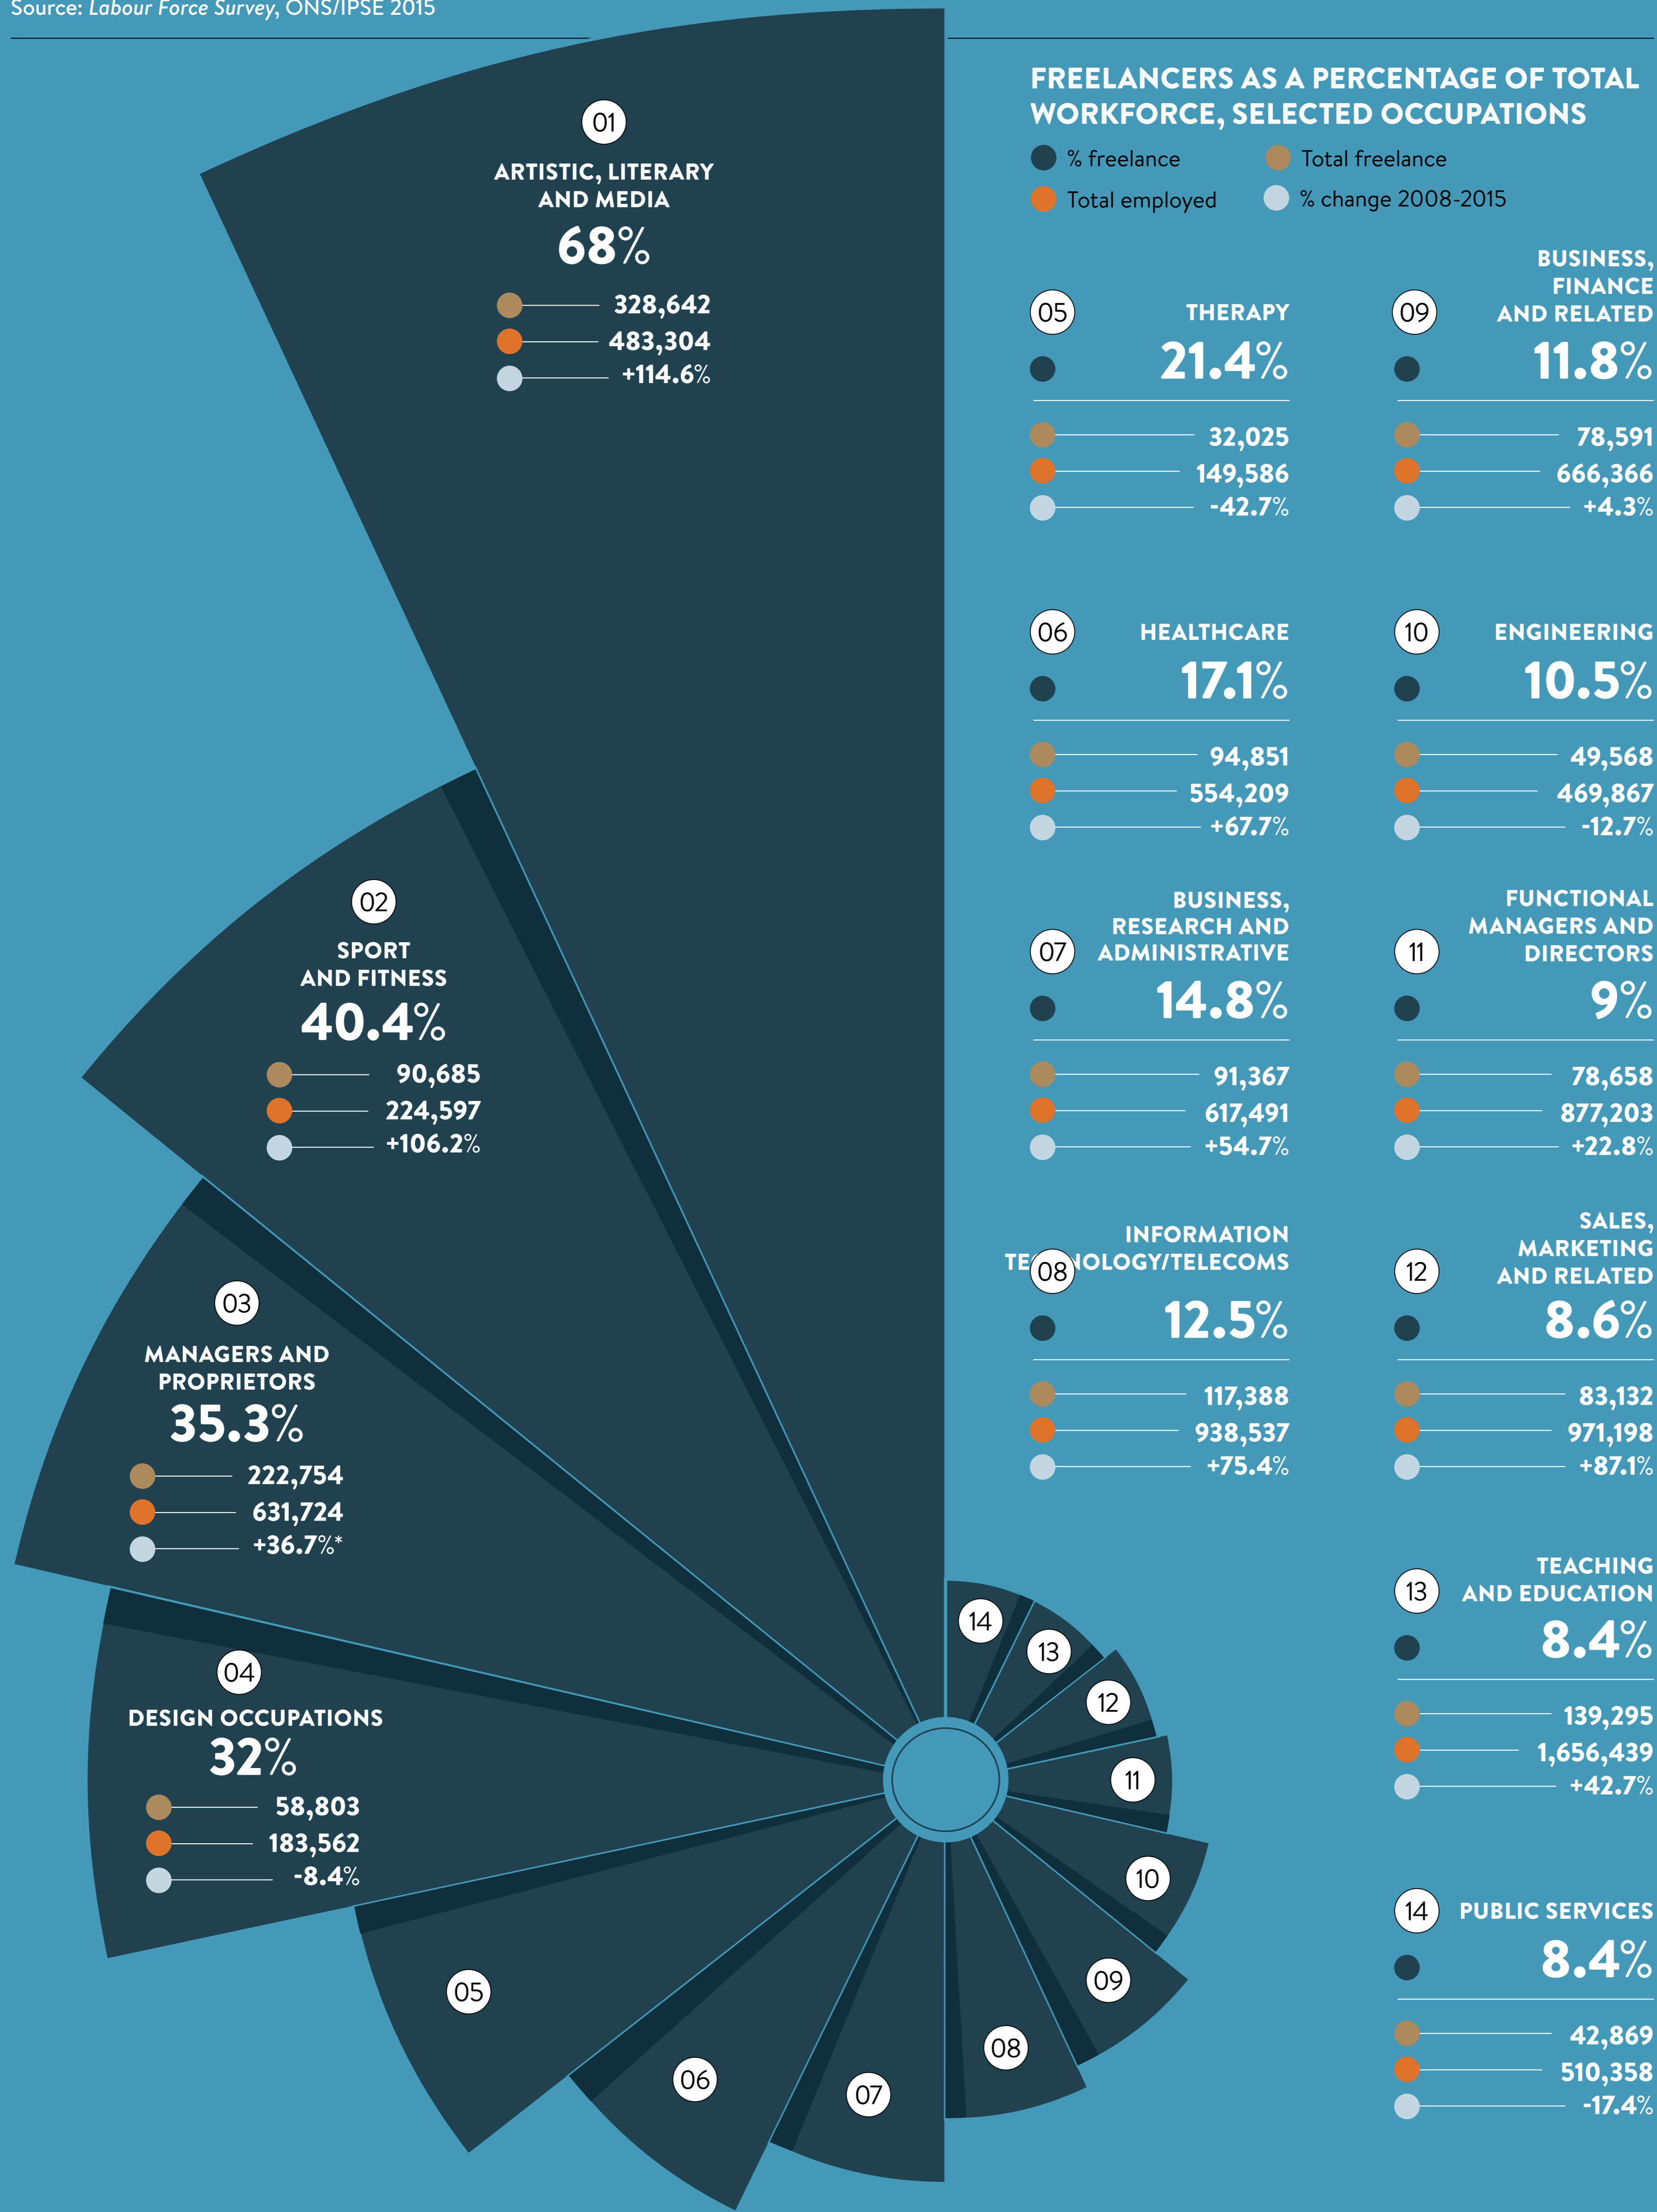 Source: Labour Force Survey, ONS/IPSE 2015
FREELANCERS AS A PERCENTAGE OF TOTAL
WORKFORCE, SELECTED OCCUPATIONS
% freelance
Total freelance
Total employed
% change 2008-2015
01
ARTISTIC, LITERARY
AND MEDIA
68%
328,642
483,304
+114.6%
02
SPORT
AND FITNESS
40.4%
90,685
224,597
+106.2%
03
MANAGERS AND
PROPRIETORS
35.3%
222,754
631,724
+36.7%*
04
DESIGN OCCUPATIONS
32%
58,803
183,562
-8.4%
05
THERAPY
21.4%
32,025
149,586
-42.7%
06
HEALTHCARE
17.1%
94,851
554,209
+67.7%
07
BUSINESS,
RESEARCH AND
ADMINISTRATIVE
14.8%
91,367
617,491
+54.7%
08
INFORMATION
/TELECOMS
12.5%
117,388
938,537
+75.4%
09
BUSINESS,
FINANCE
AND RELATED
11.8%
78,591
666,366
+4.3%
10
ENGINEERING
10.5%
49,568
469,867
-12.7%
11
FUNCTIONAL
MANAGERS AND
DIRECTORS
9%
78,658
877,203
+22.8%
12
SALES,
MARKETING
AND RELATED
8.6%
83,132
971,198
+87.1%
13
TEACHING
AND EDUCATION
8.4%
139,295
1,656,439
+42.7%
14
PUBLIC SERVICES
8.4%
42,869
510,358
-17.4%
14
13
12
11
10
09
08
07
06
05